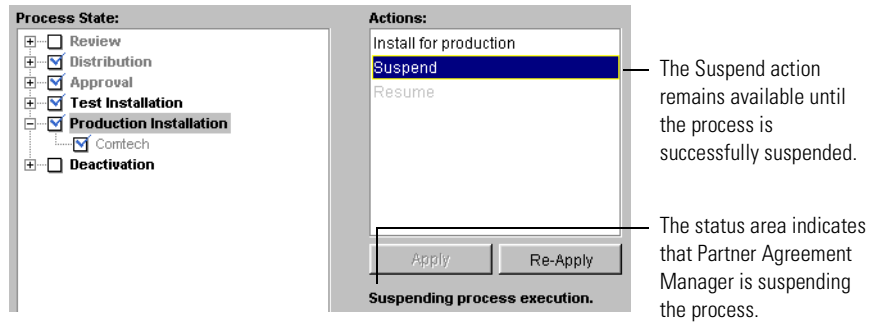 Process State:
Review
Distribution
Approval
Test Installation
Production Installation
Comtech
Deactivation
Actions:
Install for production
Suspend
Resume
Apply
Re-Apply
Suspending process execution.
The Suspend action
remains available until
the process is
successfully suspended.
The status area indicates
that Partner Agreement
Manager is suspending
the process.